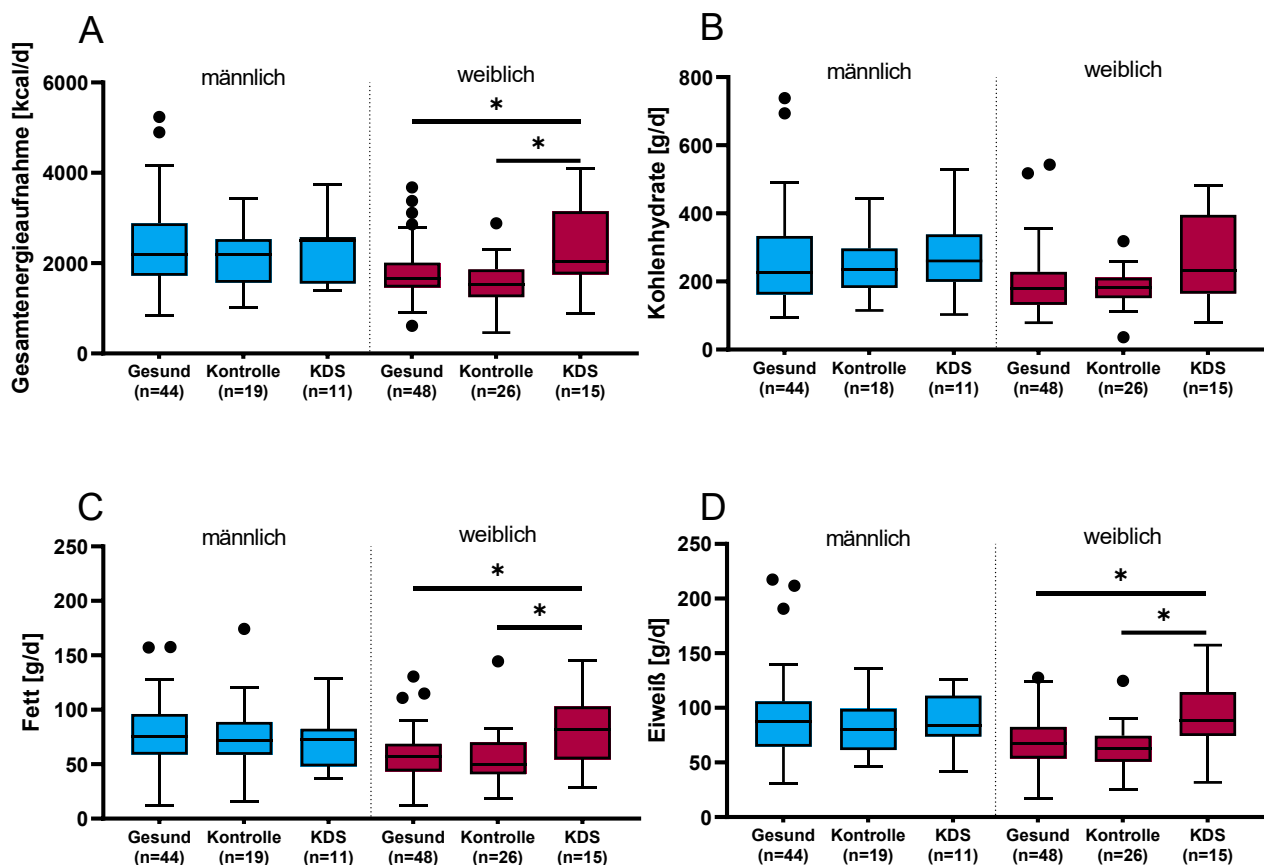 A
männlich
weiblich
Gesamtenergieaufnahme [kcal/d]
6000
4000
2000
0
*
*
Gesund Kontrolle KDS Gesund Kontrolle KDS
(n=44) (n=19) (n=11) (n=48) (n=26) (n=15)
B
männlich
weiblich
Kohlenhydrate [g/d]
800
600
400
200
0
Gesund Kontrolle KDS Gesund Kontrolle KDS
(n=44) (n=18) (n=11) (n=48) (n=26) (n=15)
C
männlich
weiblich
Fett [g/d]
250
200
150
100
50
0
*
*
Gesund Kontrolle KDS Gesund Kontrolle KDS
(n=44) (n=19) (n=11) (n=48) (n=26) (n=15)
D
männlich
weiblich
Eiweiß [g/d]
250
200
150
100
50
0
*
*
Gesund Kontrolle KDS Gesund Kontrolle KDS
(n=44) (n=19) (n=11) (n=48) (n=26) (n=15)